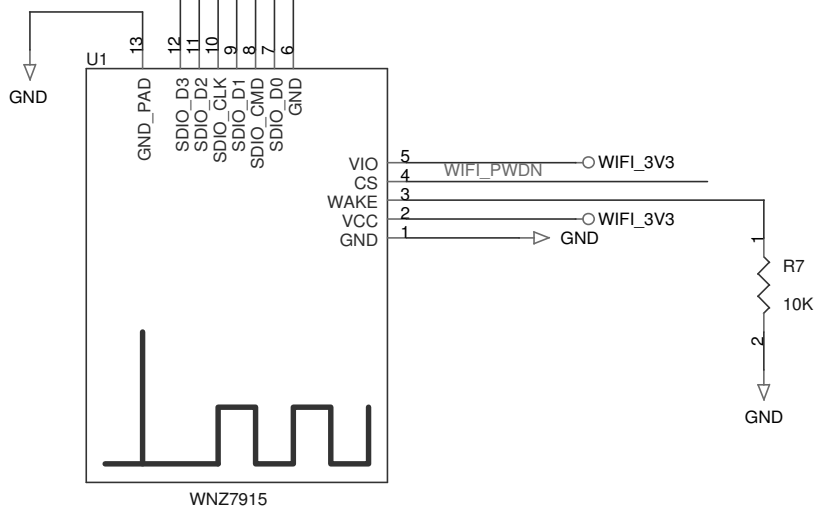 13
12
11
10
9
8
7
6
U1
GND
GND_PAD
SDIO_D3
SDIO_D2
SDIO_CLK
SDIO_D1
SDIO_CMD
SDIO_D0
GND
VIO 5 WIFI_3V3
CS 4 WIFI_PWDN
WAKE 3
VCC 2 WIFI_3V3
GND 1 GND
1
R7
10K
2
GND
WNZ7915